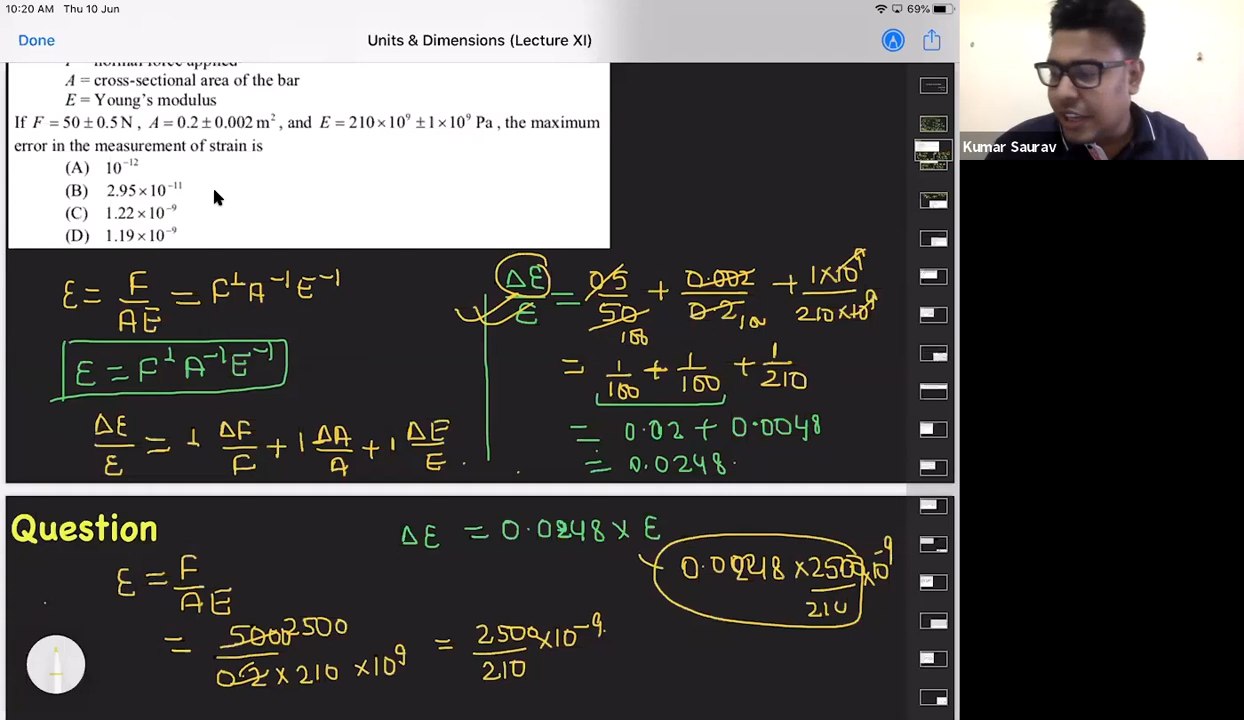 10:20 AM Thu 10 Jun
69%
Done
Units & Dimensions (Lecture XI)
A = cross-sectional area of the bar
E = Young's modulus
If F = 50 ± 0.5 N , A = 0.2 ± 0.002 m², and E = 210×10⁹ ±1×10⁹ Pa , the maximum
error in the measurement of strain is
(A) 10⁻¹²
(B) 2.95×10⁻¹¹
(C) 1.22×10⁻⁹
(D) 1.19×10⁻⁹
Kumar Saurav
ε = F/AE = F¹A⁻¹E⁻¹
ε = F¹A⁻¹E⁻¹
Δε/ε = 1 ΔF/F + 1 ΔA/A + 1 ΔE/E
Δε/ε = 0.5/50 100 + 0.002/0.2 100 + 1×10⁹/210×10⁹
= 1/100 + 1/100 + 1/210
= 0.02 + 0.0048
= 0.0248
Question
Δε = 0.0248 × ε
0.00248 × 2500/210 × 10⁻⁹
ε = F/AE
= 5000 2500/0.2 × 210 × 10⁹ = 2500/210 × 10⁻⁹